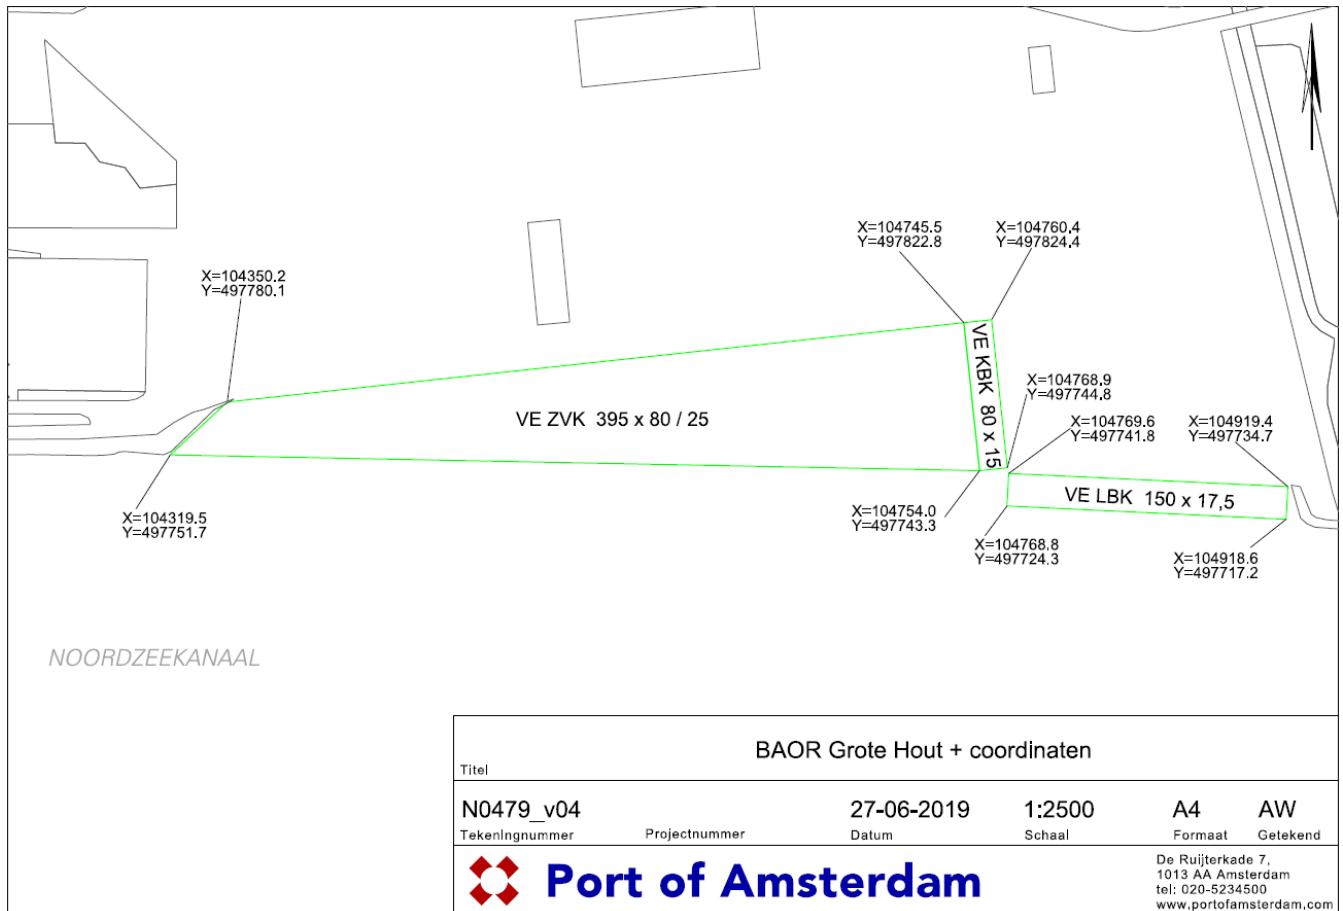 X=104745.5
Y=497822.8
X=104760.4
Y=497824.4
X=104350.2
Y=497780.1
VE KBK 80 x 15
VE ZVK 395 x 80 / 25
X=104768.9
Y=497744.8
X=104769.6
Y=497741.8
X=104919.4
Y=497734.7
VE LBK 150 x 17,5
X=104319.5
Y=497751.7
X=104754.0
Y=497743.3
X=104768.8
Y=497724.3
X=104918.6
Y=497717.2
NOORDZEEKANAAL
BAOR Grote Hout + coordinaten
Titel
N0479_v04 27-06-2019 1:2500 A4 AW
Tekeningnummer Projectnummer Datum Schaal Formaat Getekend
Port of Amsterdam
De Ruijterkade 7,
1013 AA Amsterdam
tel: 020-5234500
www.portofamsterdam.com